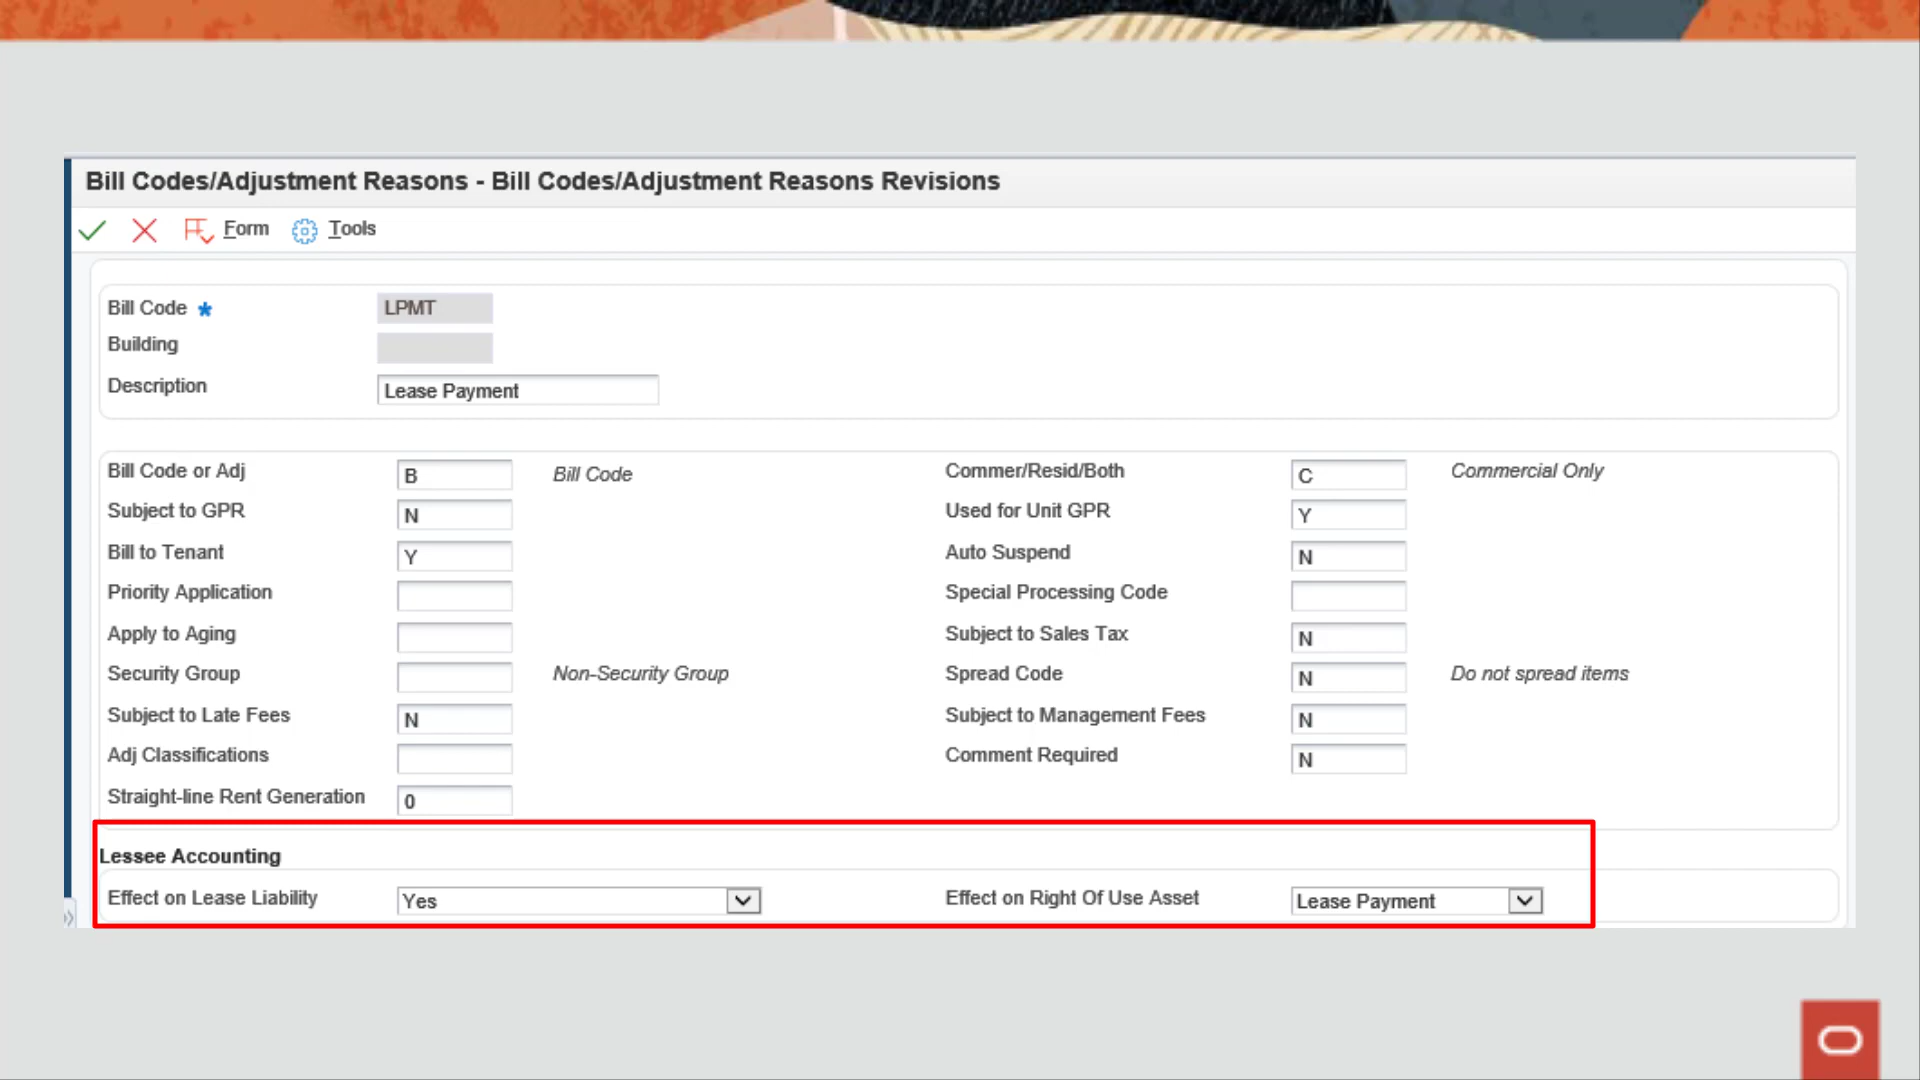 Bill Codes/Adjustment Reasons - Bill Codes/Adjustment Reasons Revisions
Form Tools
Bill Code * LPMT
Building
Description Lease Payment
Bill Code or Adj B Bill Code Commer/Resid/Both C Commercial Only
Subject to GPR N Used for Unit GPR Y
Bill to Tenant Y Auto Suspend N
Priority Application Special Processing Code
Apply to Aging Subject to Sales Tax N
Security Group Non-Security Group Spread Code N Do not spread items
Subject to Late Fees N Subject to Management Fees N
Adj Classifications Comment Required N
Straight-line Rent Generation 0
Lessee Accounting
Effect on Lease Liability Yes Effect on Right Of Use Asset Lease Payment